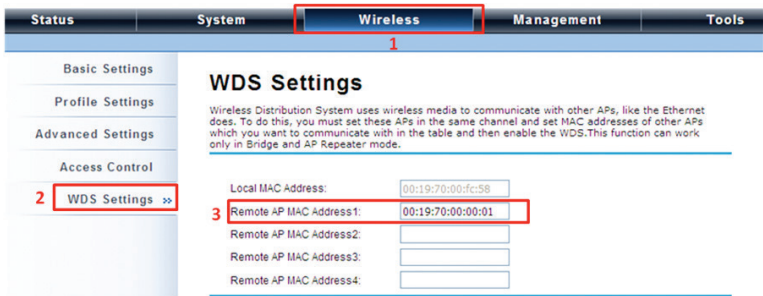 Status System Wireless Management Tools
1
Basic Settings
Profile Settings
Advanced Settings
Access Control
2 WDS Settings »
WDS Settings
Wireless Distribution System uses wireless media to communicate with other APs, like the Ethernet
does. To do this, you must set these APs in the same channel and set MAC addresses of other APs
which you want to communicate with in the table and then enable the WDS.This function can work
only in Bridge and AP Repeater mode.
Local MAC Address: 00:19:70:00:fc:58
3 Remote AP MAC Address1: 00:19:70:00:00:01
Remote AP MAC Address2:
Remote AP MAC Address3:
Remote AP MAC Address4: